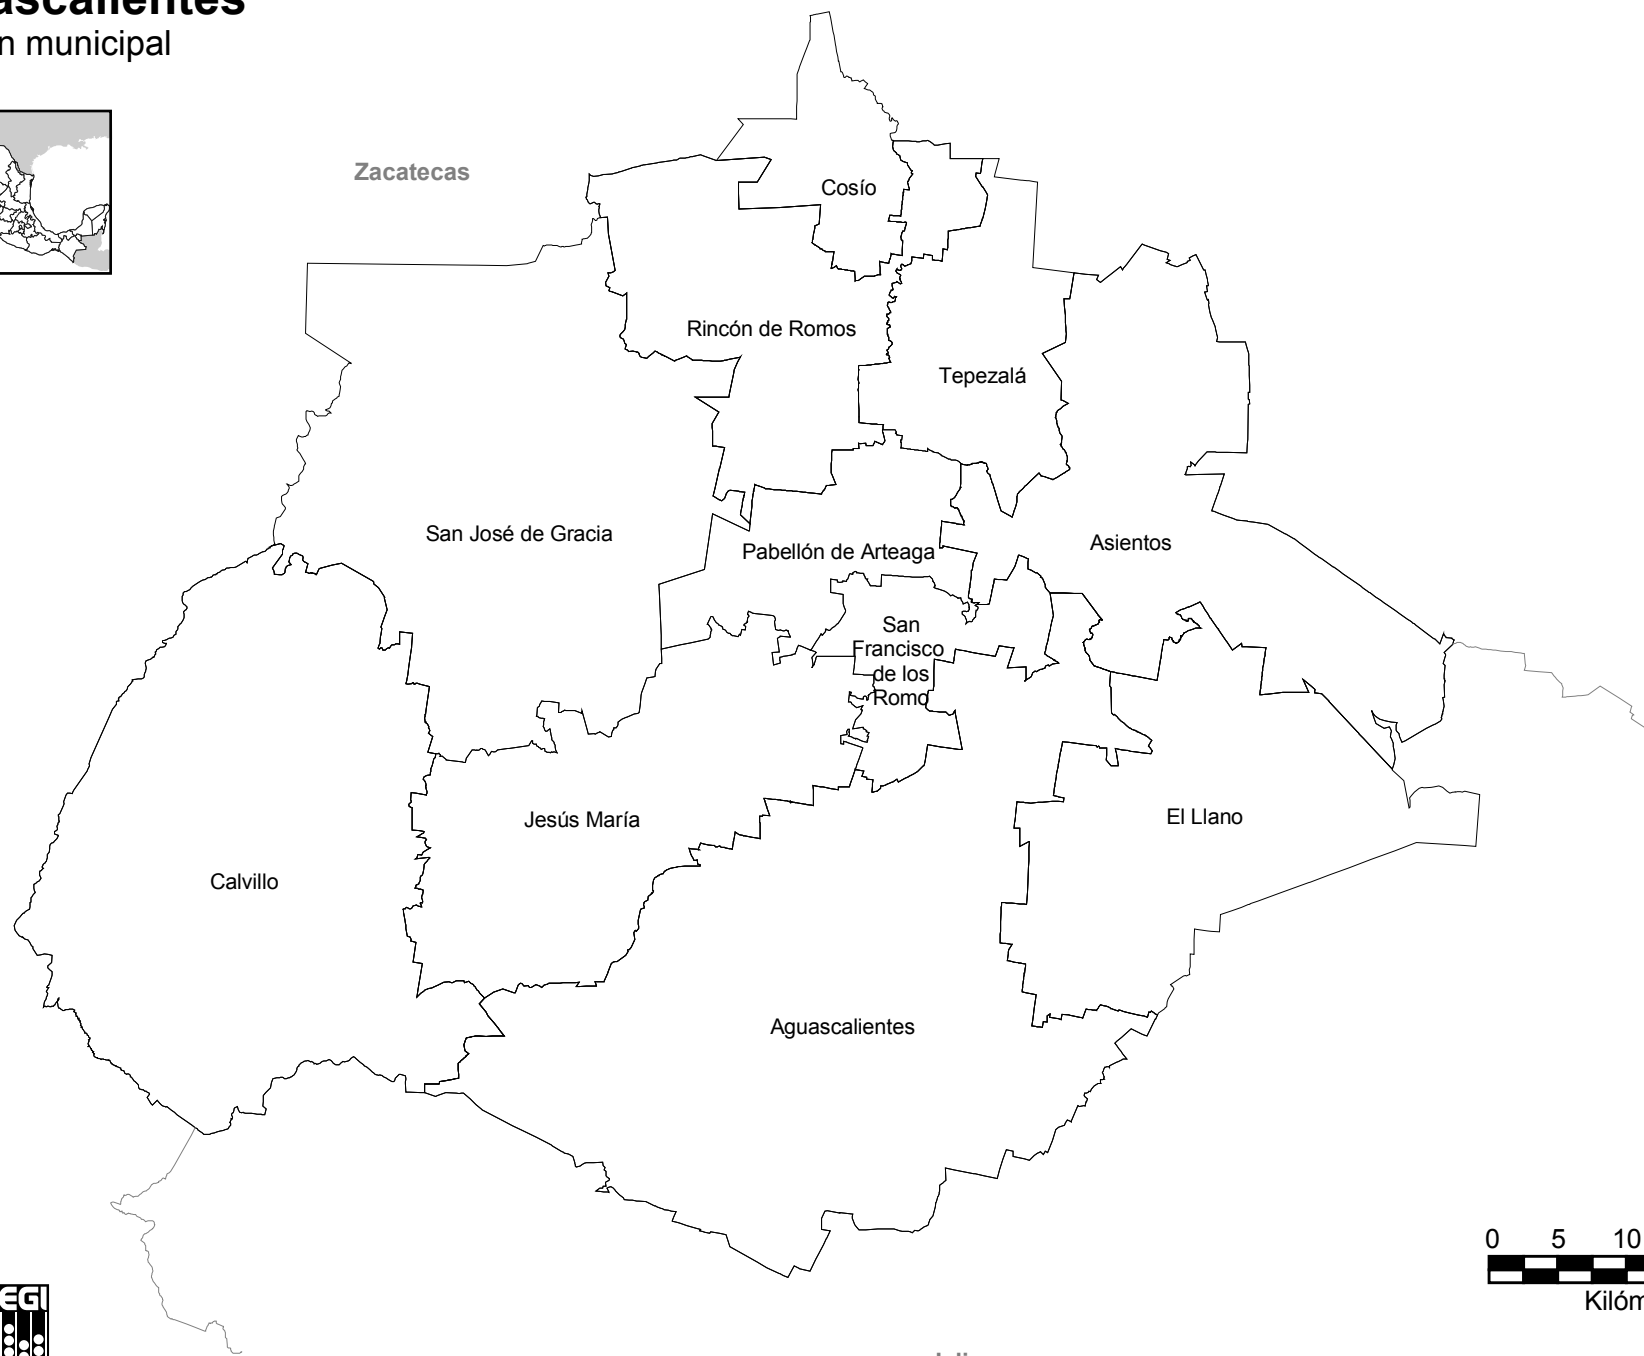 ascalientes
n municipal
Zacatecas
Cosío
Rincón de Romos
Tepezalá
San José de Gracia
Pabellón de Arteaga
Asientos
San
Francisco
de los
Romo
Jesús María
El Llano
Calvillo
Aguascalientes
0 5 10
Kilóm
EGI